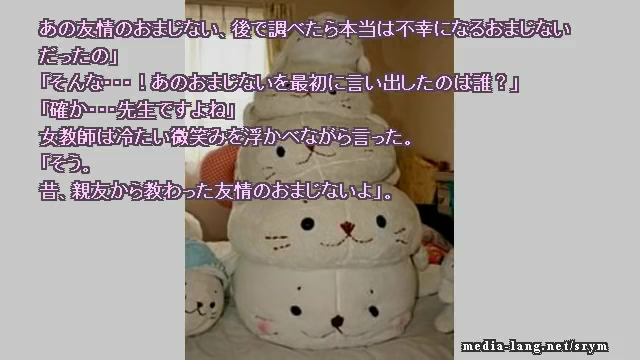 あの友情のおまじない、後で調べたら本当は不幸になるおまじない
だったの」
「そんな・・・！あのおまじないを最初に言い出したのは誰？」
「確か・・・先生ですよね」
女教師は冷たい微笑みを浮かべながら言った。
「そう。
昔、親友から教わった友情のおまじないよ」。
media-lang.net/srym